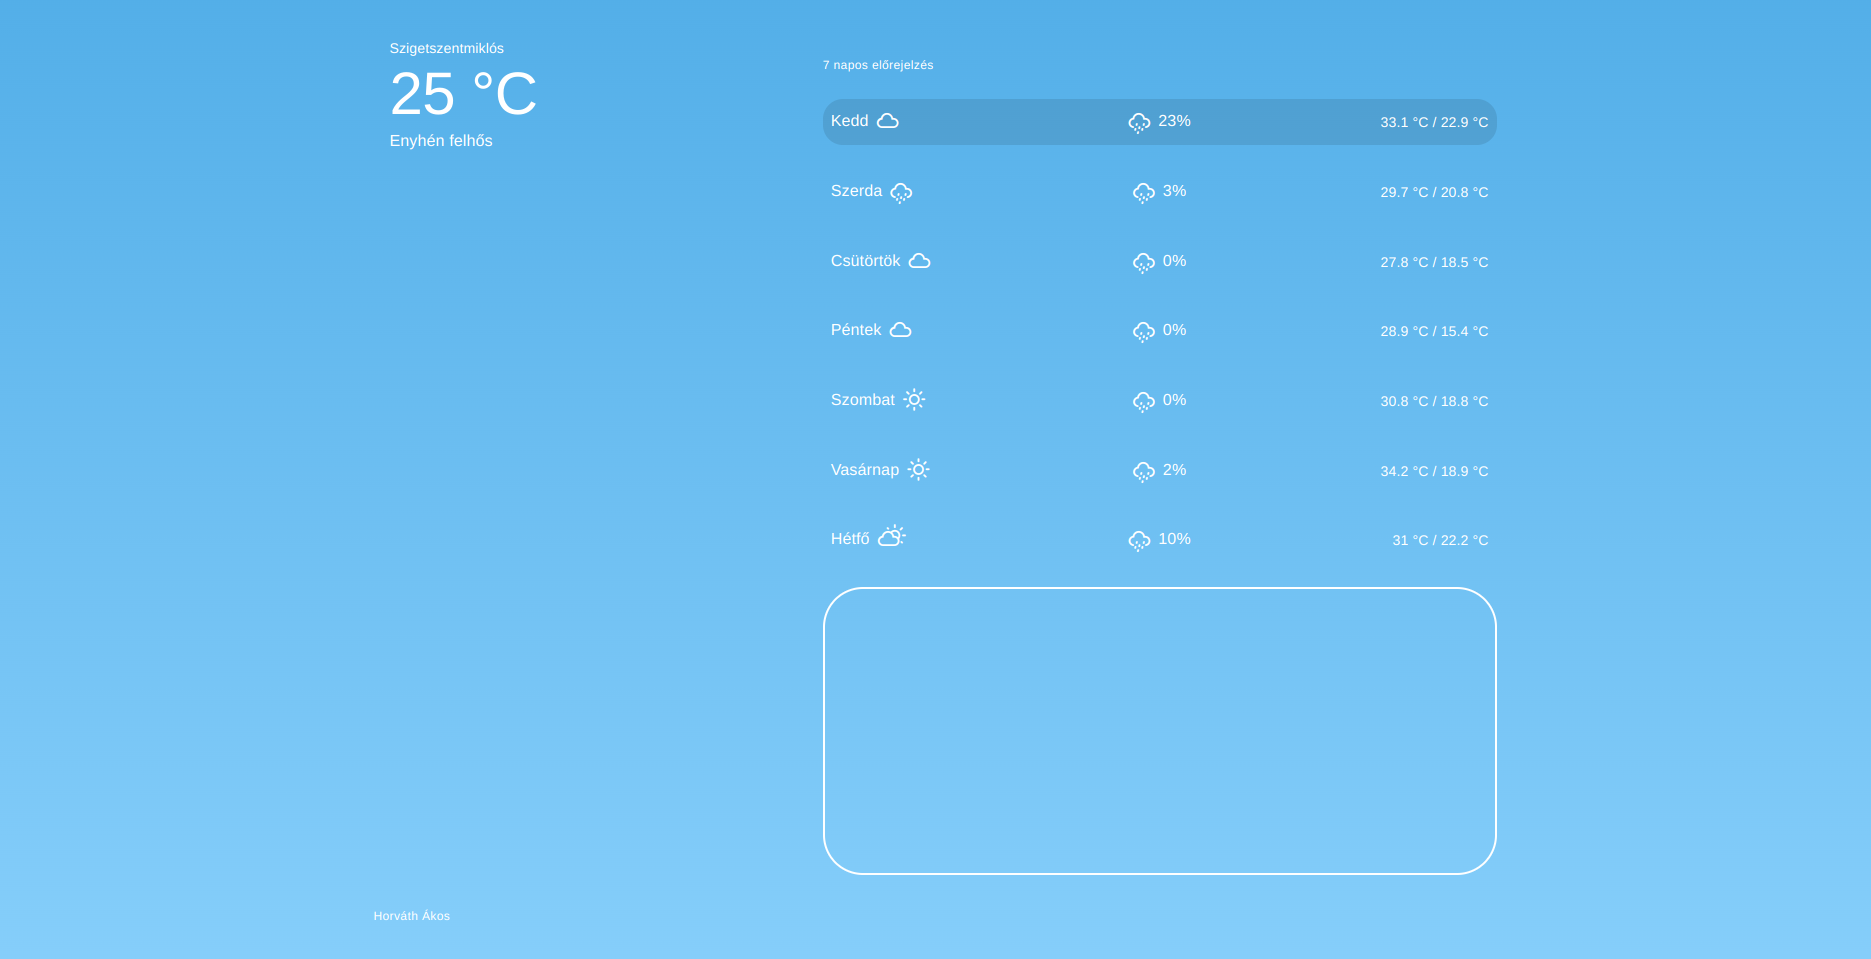 Szigetszentmiklós
25 °C
Enyhén felhős
7 napos előrejelzés
Kedd 23% 33.1 °C / 22.9 °C
Szerda 3% 29.7 °C / 20.8 °C
Csütörtök 0% 27.8 °C / 18.5 °C
Péntek 0% 28.9 °C / 15.4 °C
Szombat 0% 30.8 °C / 18.8 °C
Vasárnap 2% 34.2 °C / 18.9 °C
Hétfő 10% 31 °C / 22.2 °C
Horváth Ákos